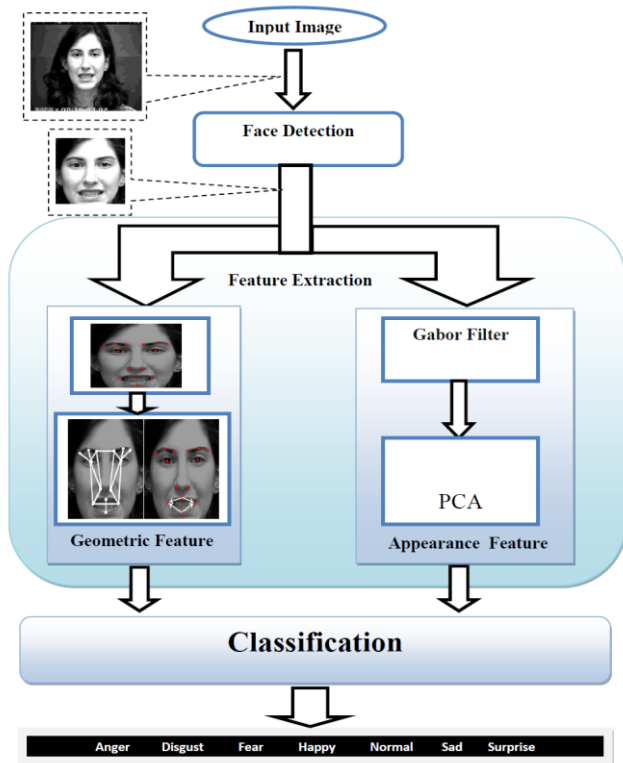 Input Image
Face Detection
Feature Extraction
Gabor Filter
PCA
Geometric Feature
Appearance Feature
Classification
Anger Disgust Fear Happy Normal Sad Surprise